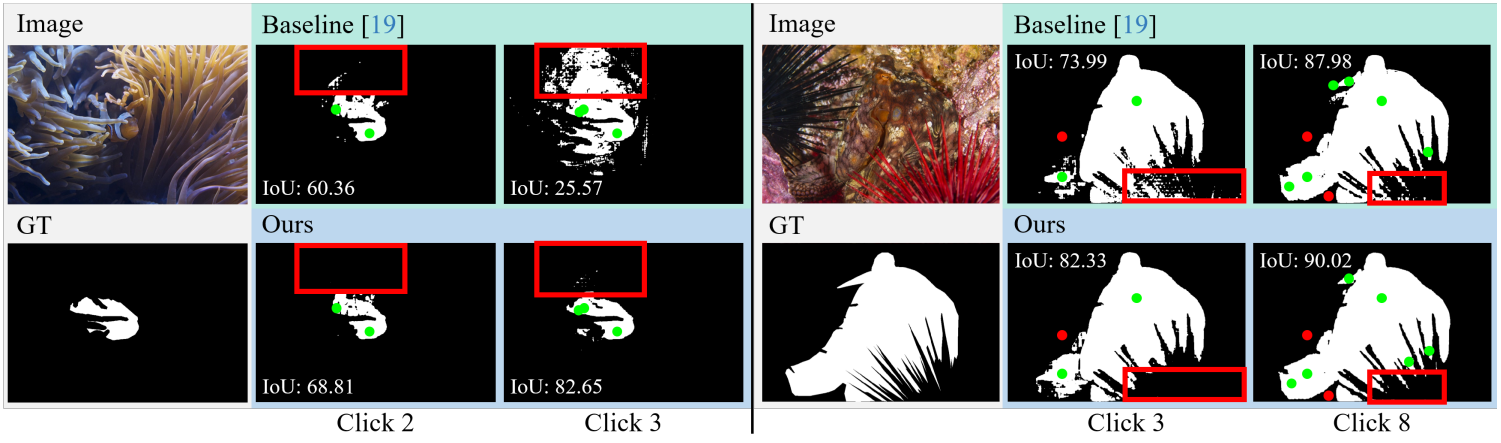 Image
Baseline [19]
IoU: 60.36
IoU: 25.57
GT
Ours
IoU: 68.81
IoU: 82.65
Click 2
Click 3
Image
Baseline [19]
IoU: 73.99
IoU: 87.98
GT
Ours
IoU: 82.33
IoU: 90.02
Click 3
Click 8